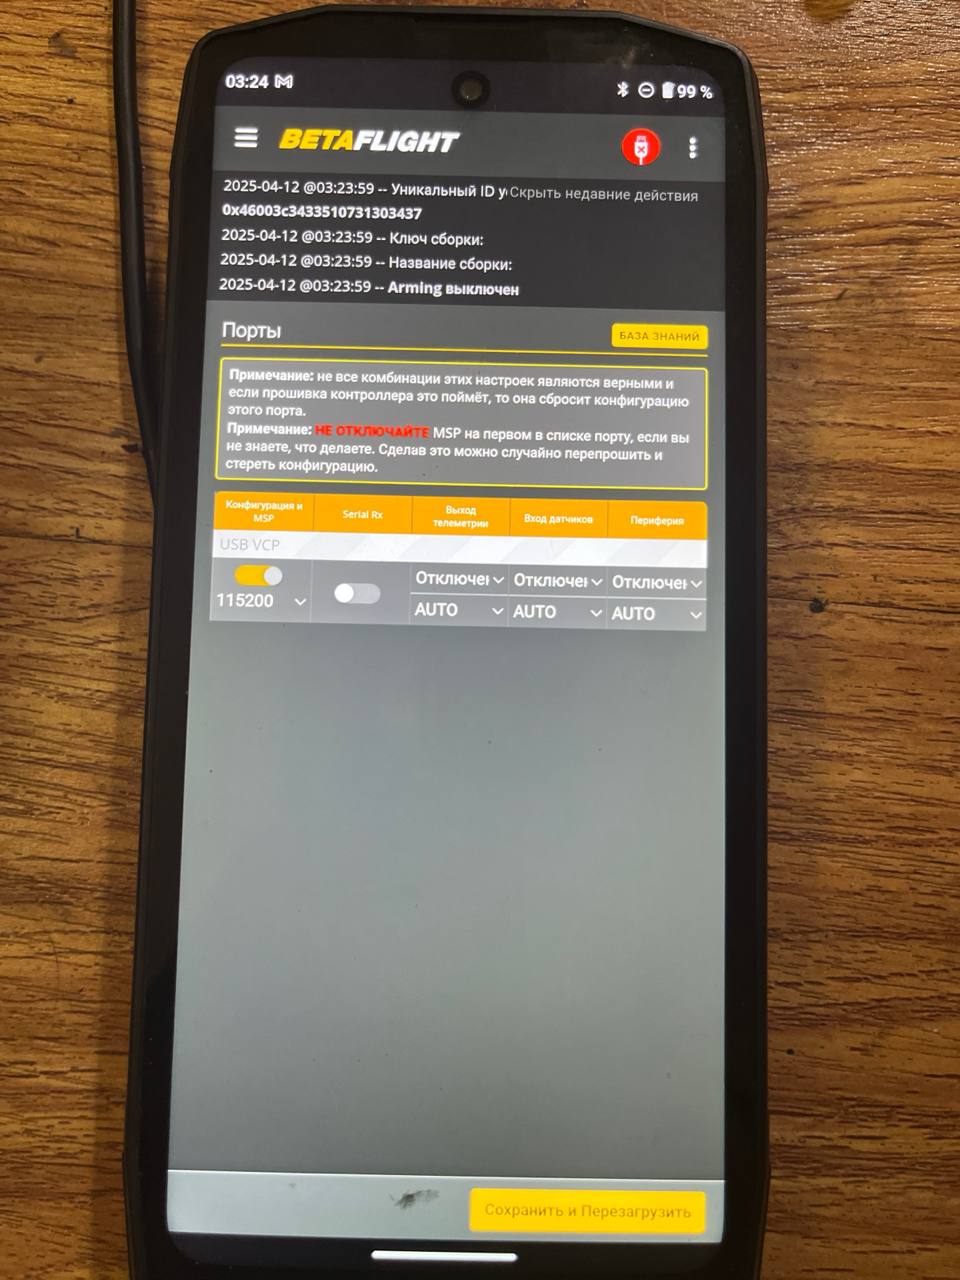 03:24
99 %
BETAFLIGHT
2025-04-12 @03:23:59 -- Уникальный ID
Скрыть недавние действия
0x46003c3433510731303437
2025-04-12 @03:23:59 -- Ключ сборки:
2025-04-12 @03:23:59 -- Название сборки:
2025-04-12 @03:23:59 -- Arming выключен
Порты
БАЗА ЗНАНИЙ
Примечание: не все комбинации этих настроек являются верными и
если прошивка контроллера это поймёт, то она сбросит конфигурацию
этого порта.
Примечание: НЕ ОТКЛЮЧАЙТЕ MSP на первом в списке порту, если вы
не знаете, что делаете. Сделав это можно случайно перепрошить и
стереть конфигурацию.
Конфигурация и
MSP
Serial Rx
Выход
телеметрии
Вход датчиков
Периферия
USB VCP
Отключен Отключен Отключен
115200
AUTO AUTO AUTO
Сохранить и Перезагрузить